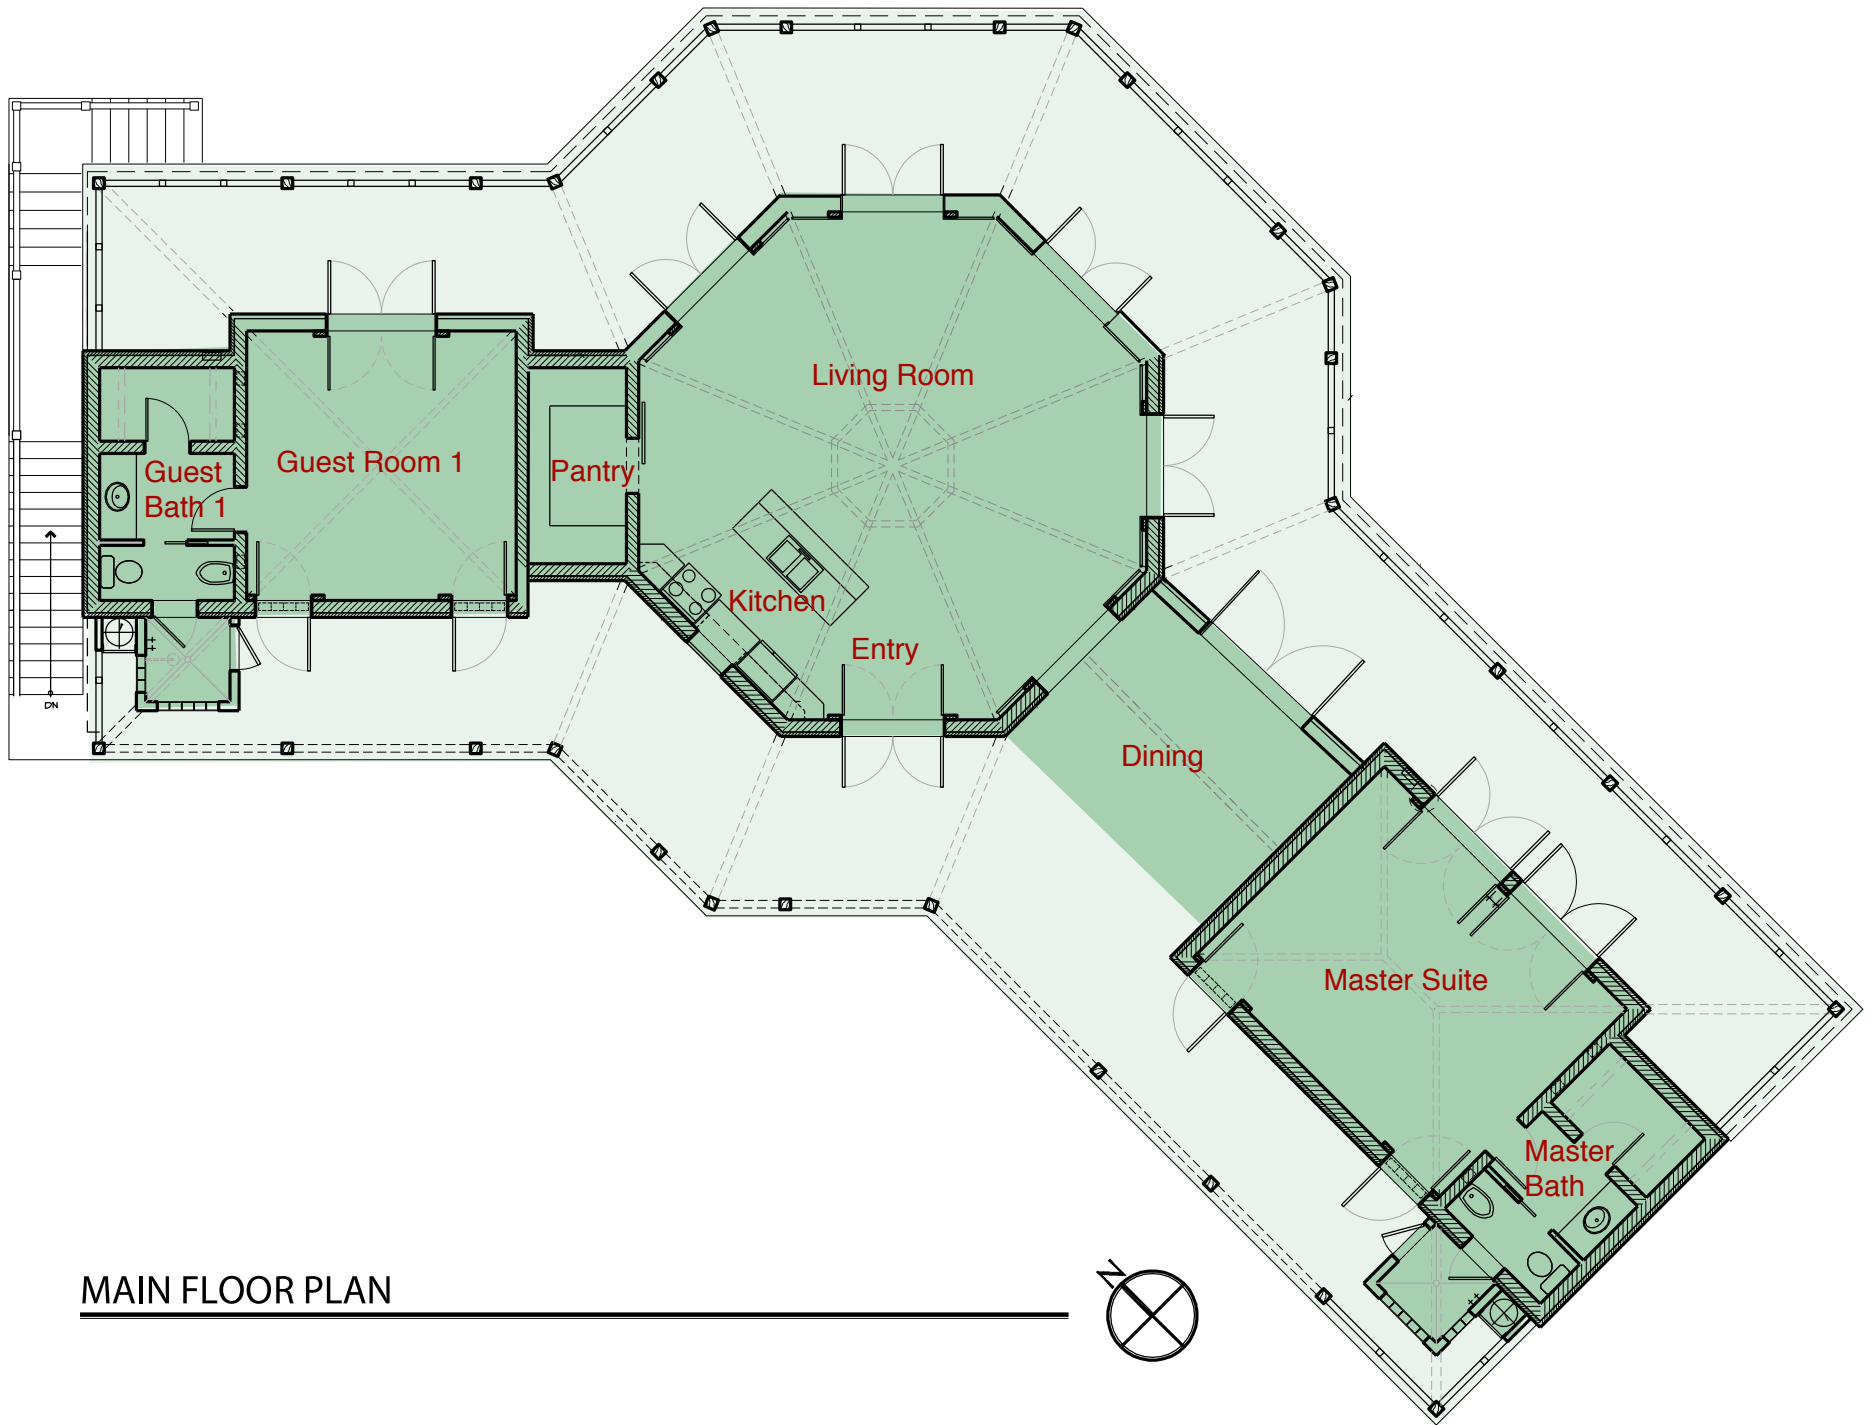 Living Room
Guest Room 1
Guest
Bath 1
Pantry
Kitchen
Entry
DN
Dining
Master Suite
Master
Bath
N
MAIN FLOOR PLAN